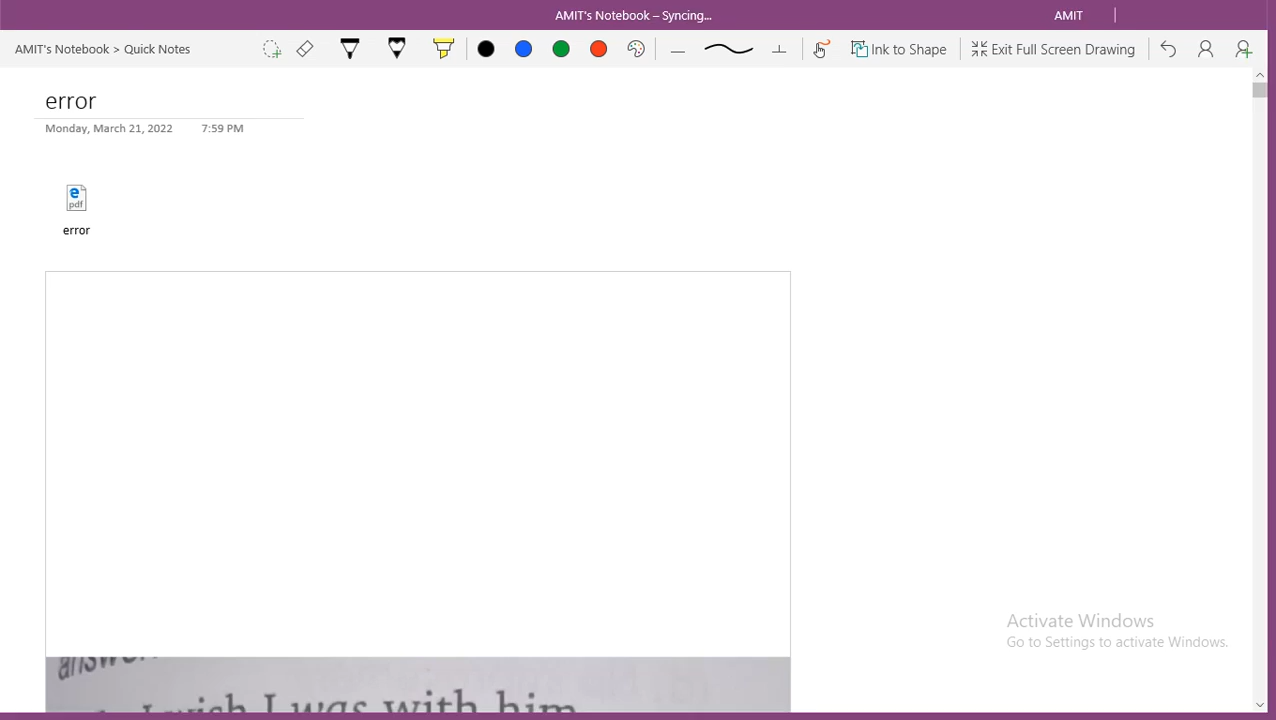 AMIT's Notebook – Syncing...
AMIT
AMIT's Notebook > Quick Notes
Ink to Shape
Exit Full Screen Drawing
error
Monday, March 21, 2022 7:59 PM
e
pdf
error
Activate Windows
Go to Settings to activate Windows.
I wish I was with him